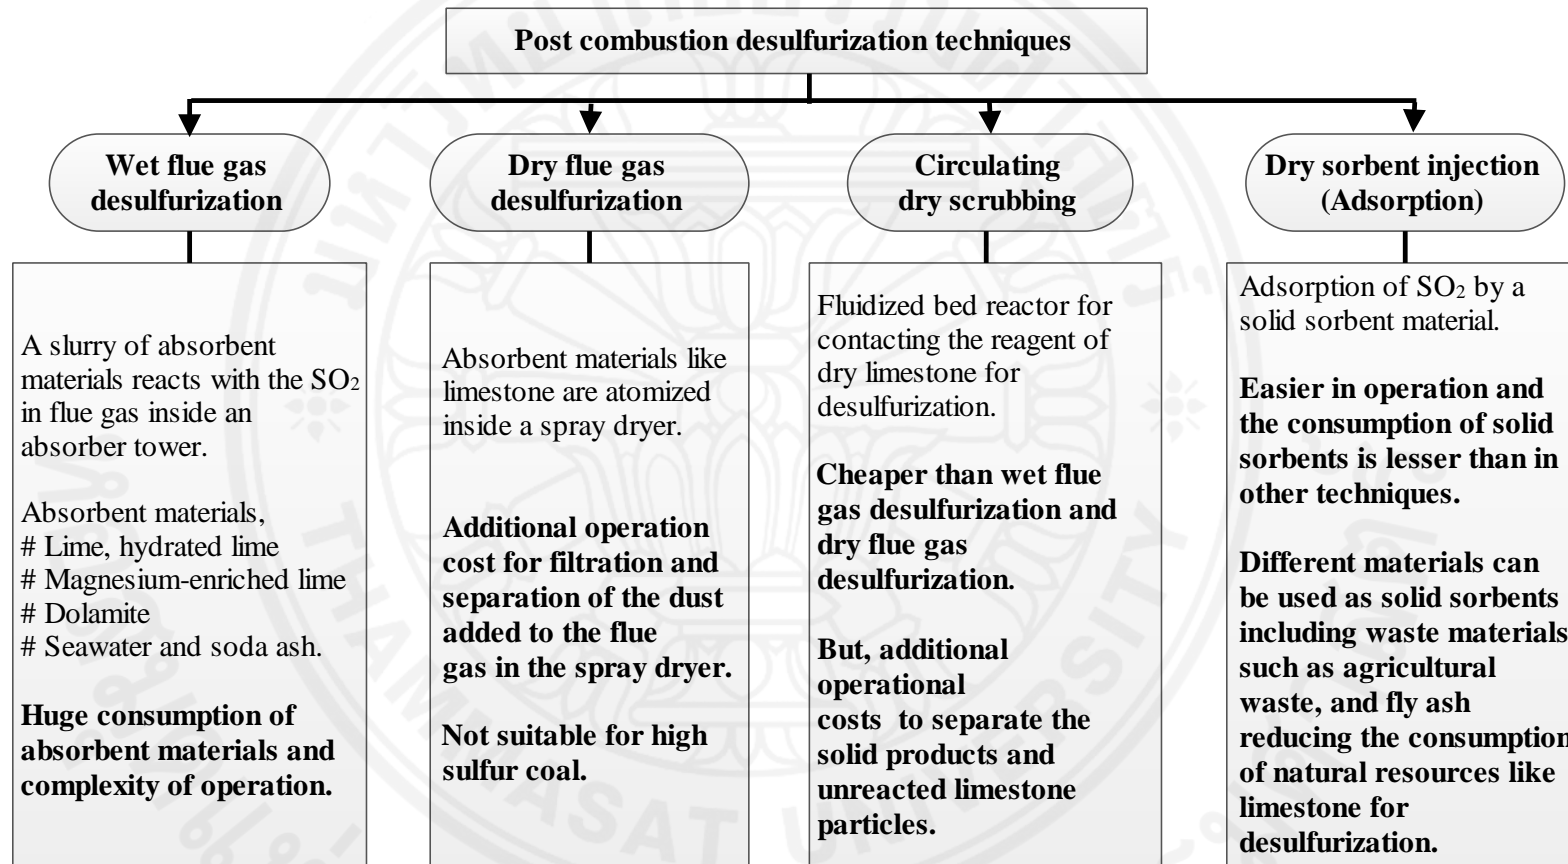 Post combustion desulfurization techniques
Wet flue gas
desulfurization
Dry flue gas
desulfurization
Circulating
dry scrubbing
Dry sorbent injection
(Adsorption)
A slurry of absorbent
materials reacts with the SO₂
in flue gas inside an
absorber tower.
Absorbent materials,
# Lime, hydrated lime
# Magnesium-enriched lime
# Dolamite
# Seawater and soda ash.
Huge consumption of
absorbent materials and
complexity of operation.
Absorbent materials like
limestone are atomized
inside a spray dryer.
Additional operation
cost for filtration and
separation of the dust
added to the flue
gas in the spray dryer.
Not suitable for high
sulfur coal.
Fluidized bed reactor for
contacting the reagent of
dry limestone for
desulfurization.
Cheaper than wet flue
gas desulfurization and
dry flue gas
desulfurization.
But, additional
operational
costs to separate the
solid products and
unreacted limestone
particles.
Adsorption of SO₂ by a
solid sorbent material.
Easier in operation and
the consumption of solid
sorbents is lesser than in
other techniques.
Different materials can
be used as solid sorbents
including waste materials
such as agricultural
waste, and fly ash
reducing the consumption
of natural resources like
limestone for
desulfurization.
THAMMASAT UNIVERSITY